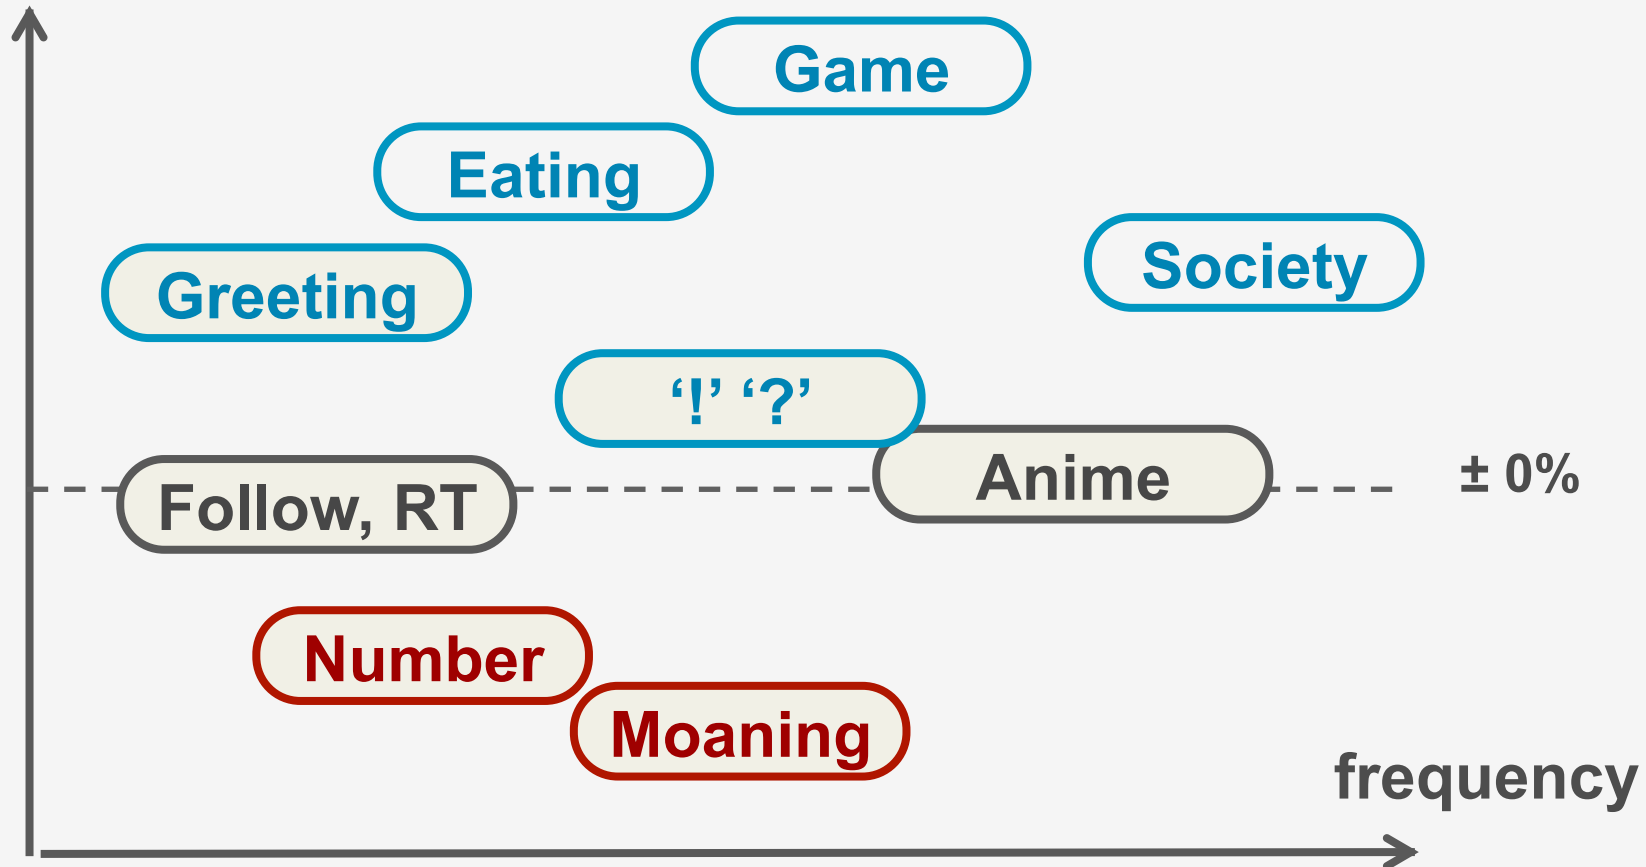 Game
Eating
Society
Greeting
‘!’ ‘?’
Anime
± 0%
Follow, RT
Number
Moaning
frequency